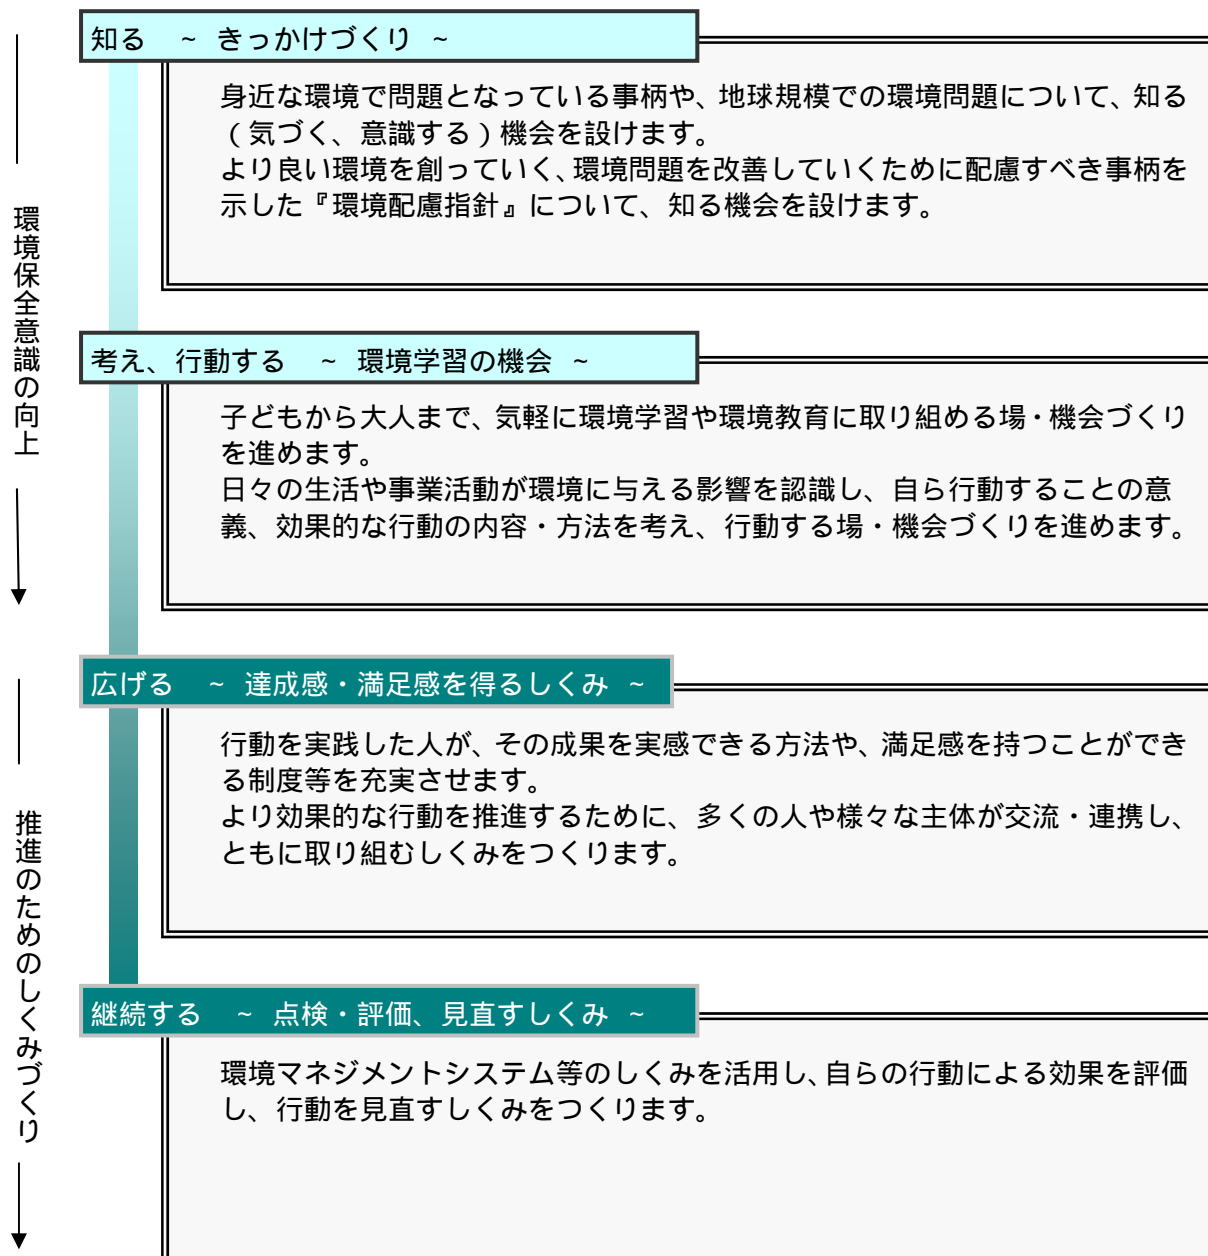 知る　~　きっかけづくり　~
身近な環境で問題となっている事柄や、地球規模での環境問題について、知る
（気づく、意識する）機会を設けます。
より良い環境を創っていく、環境問題を改善していくために配慮すべき事柄を
示した『環境配慮指針』について、知る機会を設けます。
環境保全意識の向上
考え、行動する　~　環境学習の機会　~
子どもから大人まで、気軽に環境学習や環境教育に取り組める場・機会づくり
を進めます。
日々の生活や事業活動が環境に与える影響を認識し、自ら行動することの意
義、効果的な行動の内容・方法を考え、行動する場・機会づくりを進めます。
広げる　~　達成感・満足感を得るしくみ　~
行動を実践した人が、その成果を実感できる方法や、満足感を持つことができ
る制度等を充実させます。
より効果的な行動を推進するために、多くの人や様々な主体が交流・連携し、
ともに取り組むしくみをつくります。
推進のためのしくみづくり
継続する　~　点検・評価、見直すしくみ　~
環境マネジメントシステム等のしくみを活用し、自らの行動による効果を評価
し、行動を見直すしくみをつくります。